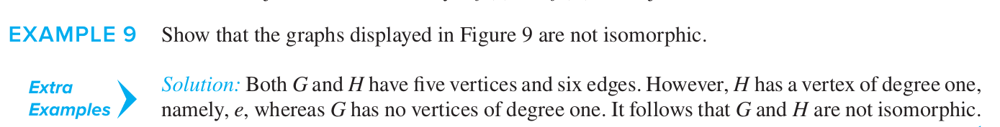 EXAMPLE 9 Show that the graphs displayed in Figure 9 are not isomorphic.
Extra Examples
Solution: Both G and H have five vertices and six edges. However, H has a vertex of degree one,
namely, e, whereas G has no vertices of degree one. It follows that G and H are not isomorphic.